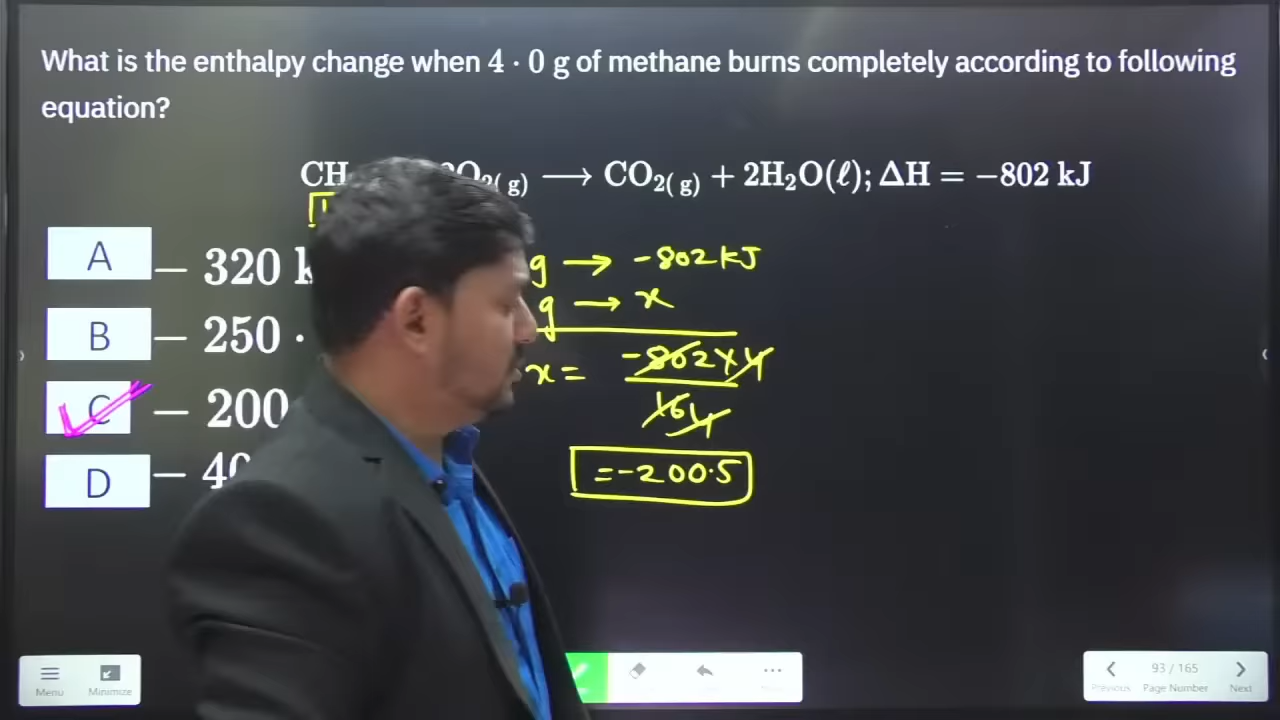 What is the enthalpy change when 4 · 0 g of methane burns completely according to following
equation?
CH 2O₂( g) ⟶ CO₂( g) + 2H₂O(ℓ); ΔH = −802 kJ
A − 320 k
g → -802 kJ
g → x
B − 250 ·
x = -802 x 4
16 4
C − 200
= -200.5
D − 40
Menu
Minimize
Previous
93 / 165
Page Number
Next